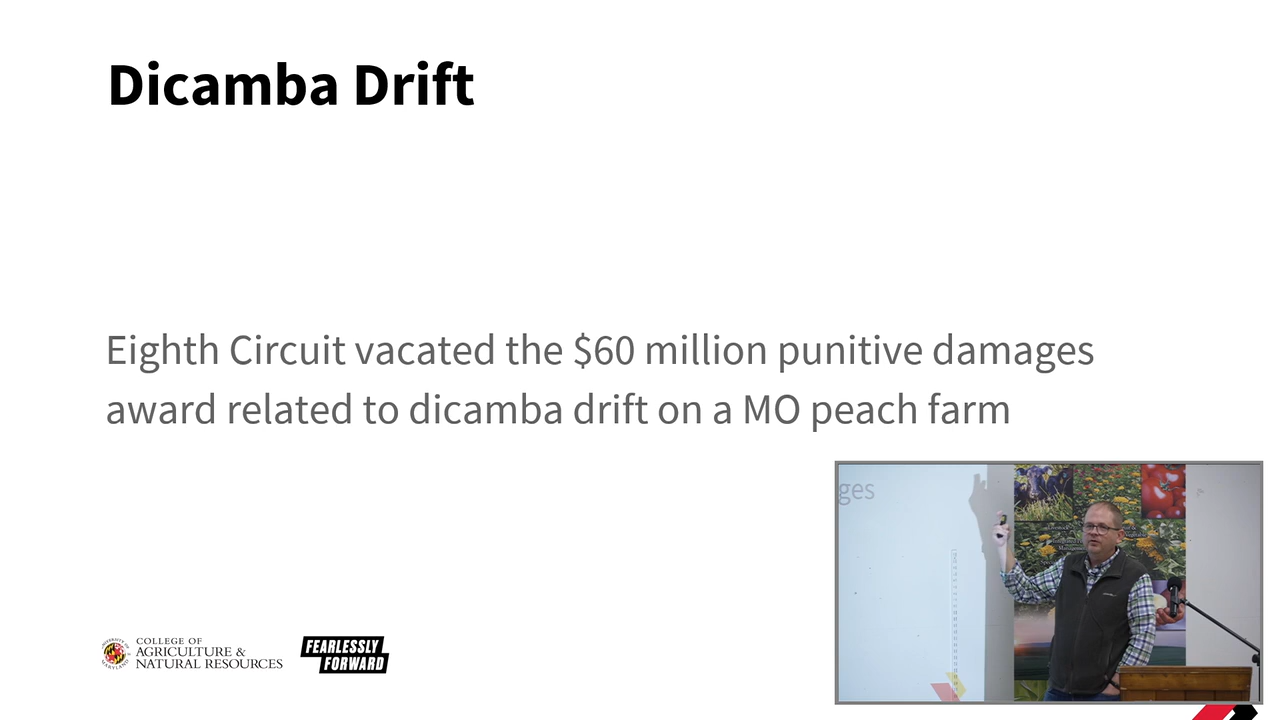 Dicamba Drift
Eighth Circuit vacated the $60 million punitive damages
award related to dicamba drift on a MO peach farm
ges
COLLEGE OF
AGRICULTURE &
NATURAL RESOURCES
FEARLESSLY
FORWARD